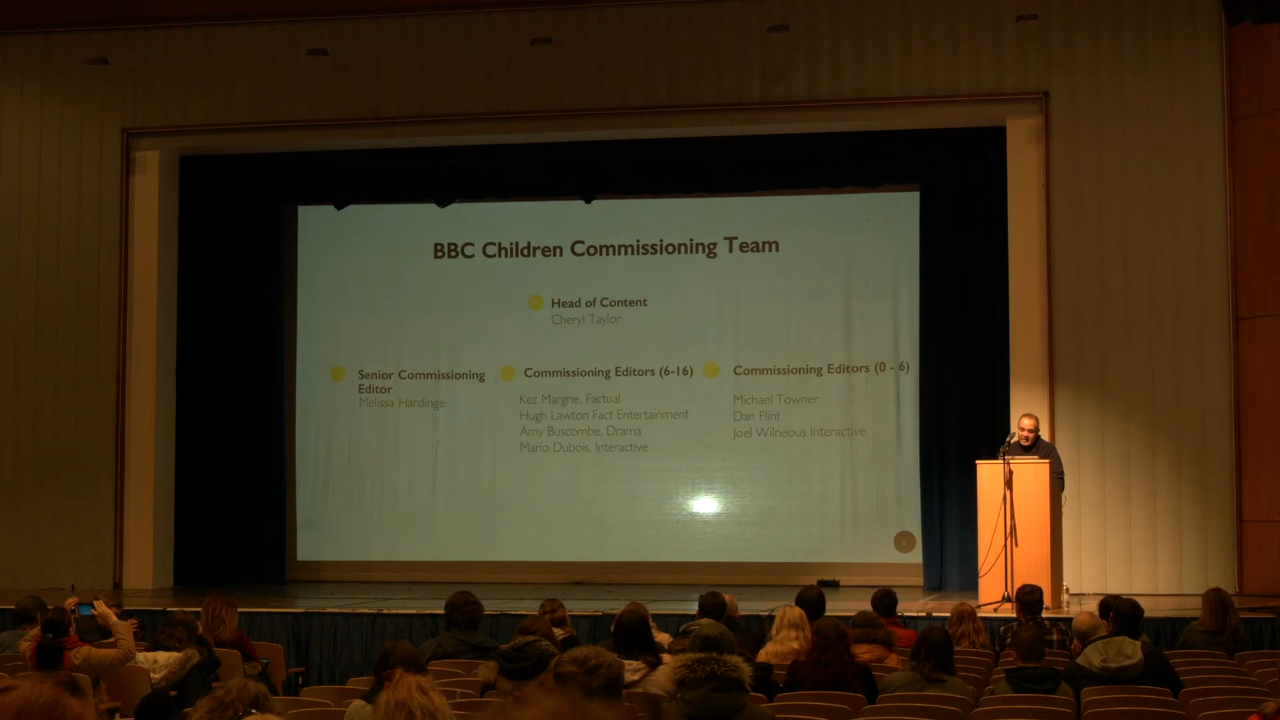 BBC Children Commissioning Team
Head of Content
Cheryl Taylor
Senior Commissioning
Editor
Melissa Hardinge
Commissioning Editors (6-16)
Kez Margrie, Factual
Hugh Lawton Fact Entertainment
Amy Buscombe, Drama
Mario Dubois, Interactive
Commissioning Editors (0 - 6)
Michael Towner
Dan Flint
Joel Wilneous Interactive